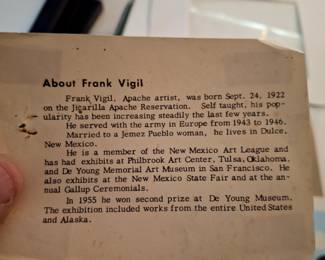 About Frank Vigil
Frank Vigil, Apache artist, was born Sept. 24, 1922
on the Jicarilla Apache Reservation. Self taught, his pop-
ularity has been increasing steadily the last few years.
He served with the army in Europe from 1943 to 1946.
Married to a Jemez Pueblo woman, he lives in Dulce,
New Mexico.
He is a member of the New Mexico Art League and
has had exhibits at Philbrook Art Center, Tulsa, Oklahoma,
and De Young Memorial Art Museum in San Francisco. He
also exhibits at the New Mexico State Fair and at the an-
nual Gallup Ceremonials.
In 1955 he won second prize at De Young Museum.
The exhibition included works from the entire United States
and Alaska.